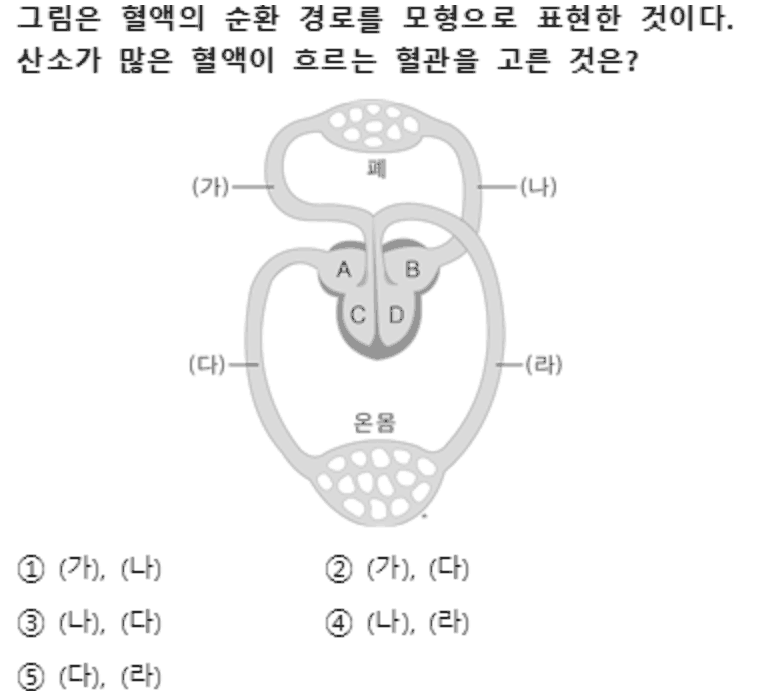 그림은 혈액의 순환 경로를 모형으로 표현한 것이다.
산소가 많은 혈액이 흐르는 혈관을 고른 것은?
폐
(가)
(나)
A
B
C
D
(다)
(라)
온몸
① (가), (나)
② (가), (다)
③ (나), (다)
④ (나), (라)
⑤ (다), (라)